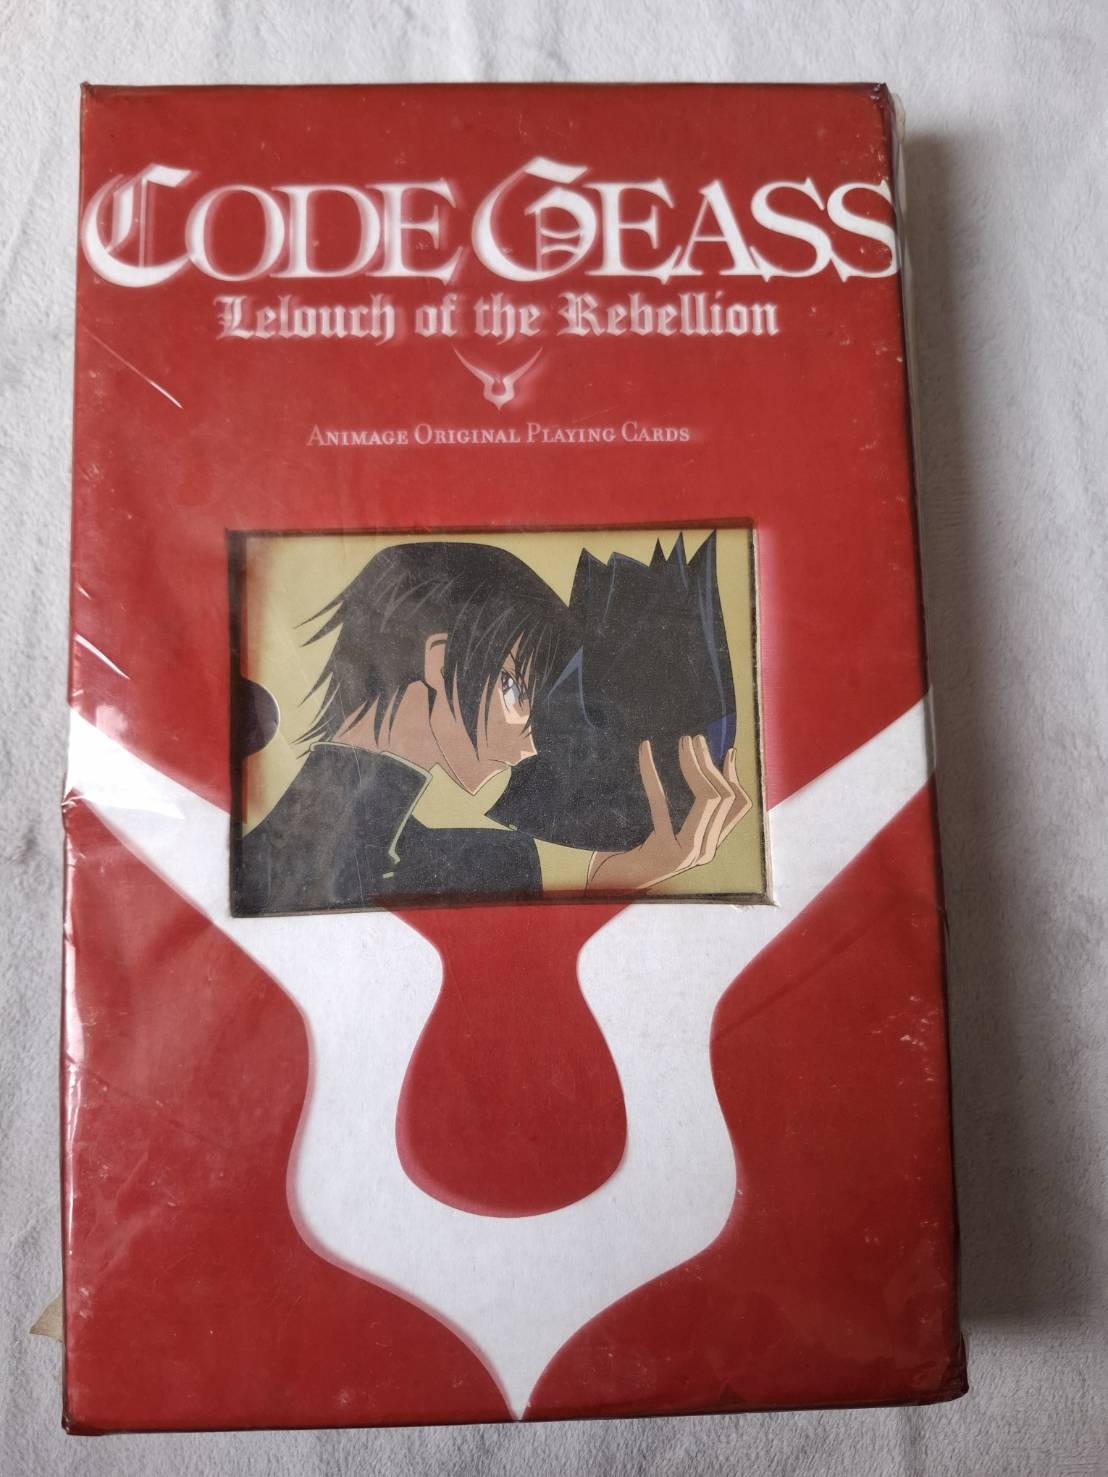 CODE GEASS
Lelouch of the Rebellion
ANIMAGE ORIGINAL PLAYING CARDS